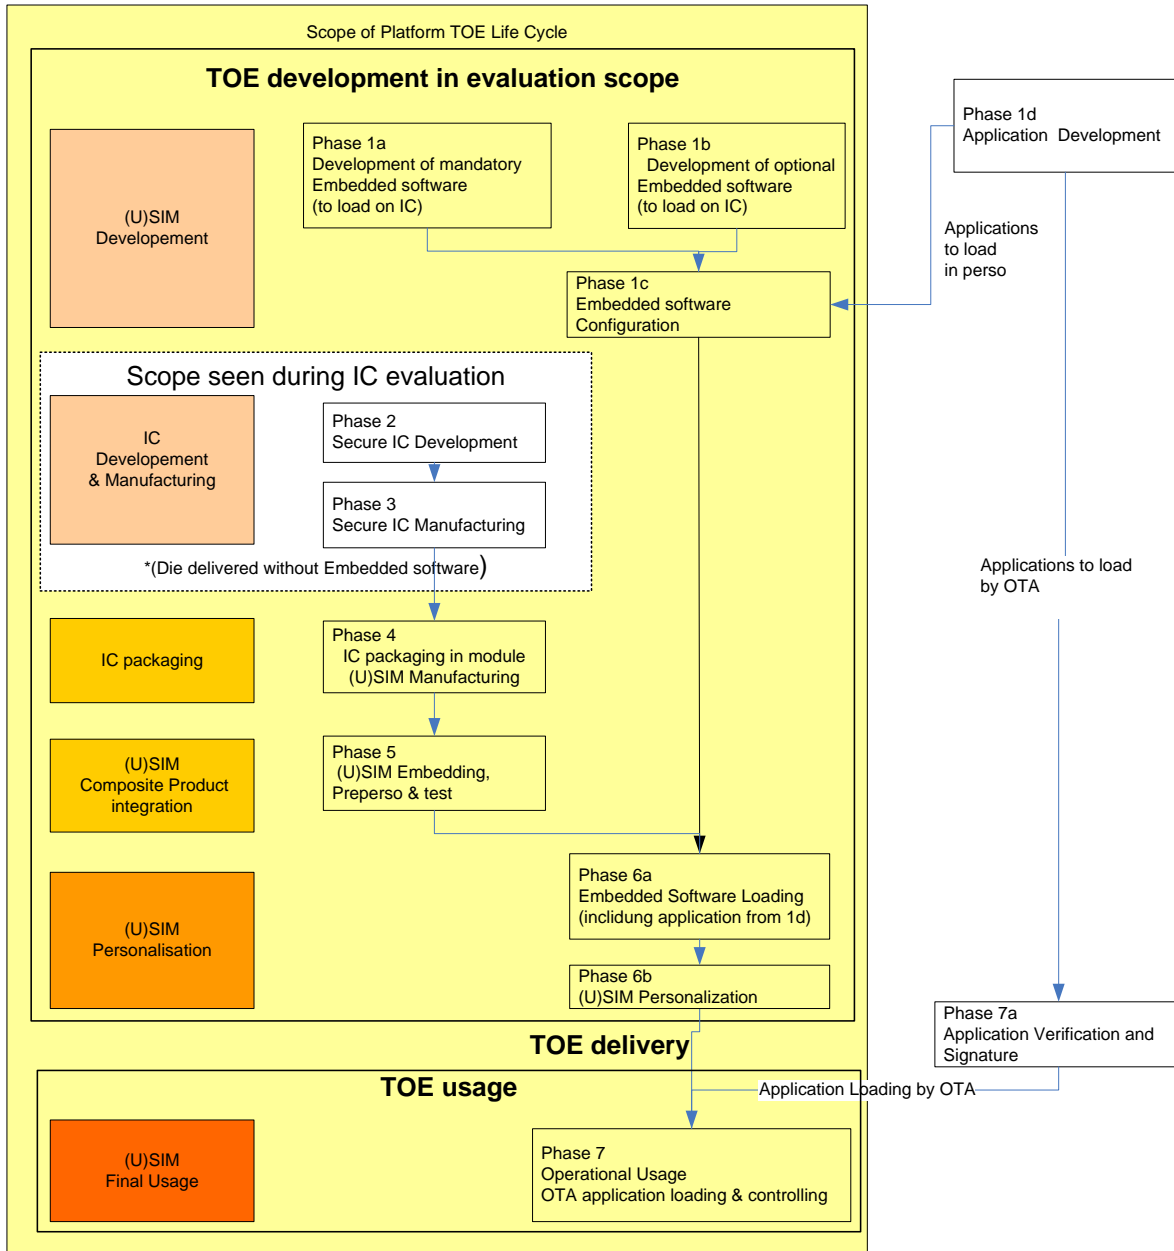 Scope of Platform TOE Life Cycle
TOE development in evaluation scope
(U)SIM
Developement
Phase 1a
Development of mandatory
Embedded software
(to load on IC)
Phase 1b
Development of optional
Embedded software
(to load on IC)
Phase 1d
Application Development
Applications
to load
in perso
Phase 1c
Embedded software
Configuration
Scope seen during IC evaluation
IC
Developement
& Manufacturing
Phase 2
Secure IC Development
Phase 3
Secure IC Manufacturing
*(Die delivered without Embedded software)
Applications to load
by OTA
IC packaging
Phase 4
IC packaging in module
(U)SIM Manufacturing
(U)SIM
Composite Product
integration
Phase 5
(U)SIM Embedding,
Preperso & test
(U)SIM
Personalisation
Phase 6a
Embedded Software Loading
(inclidung application from 1d)
Phase 6b
(U)SIM Personalization
Phase 7a
Application Verification and
Signature
TOE delivery
TOE usage
Application Loading by OTA
(U)SIM
Final Usage
Phase 7
Operational Usage
OTA application loading & controlling